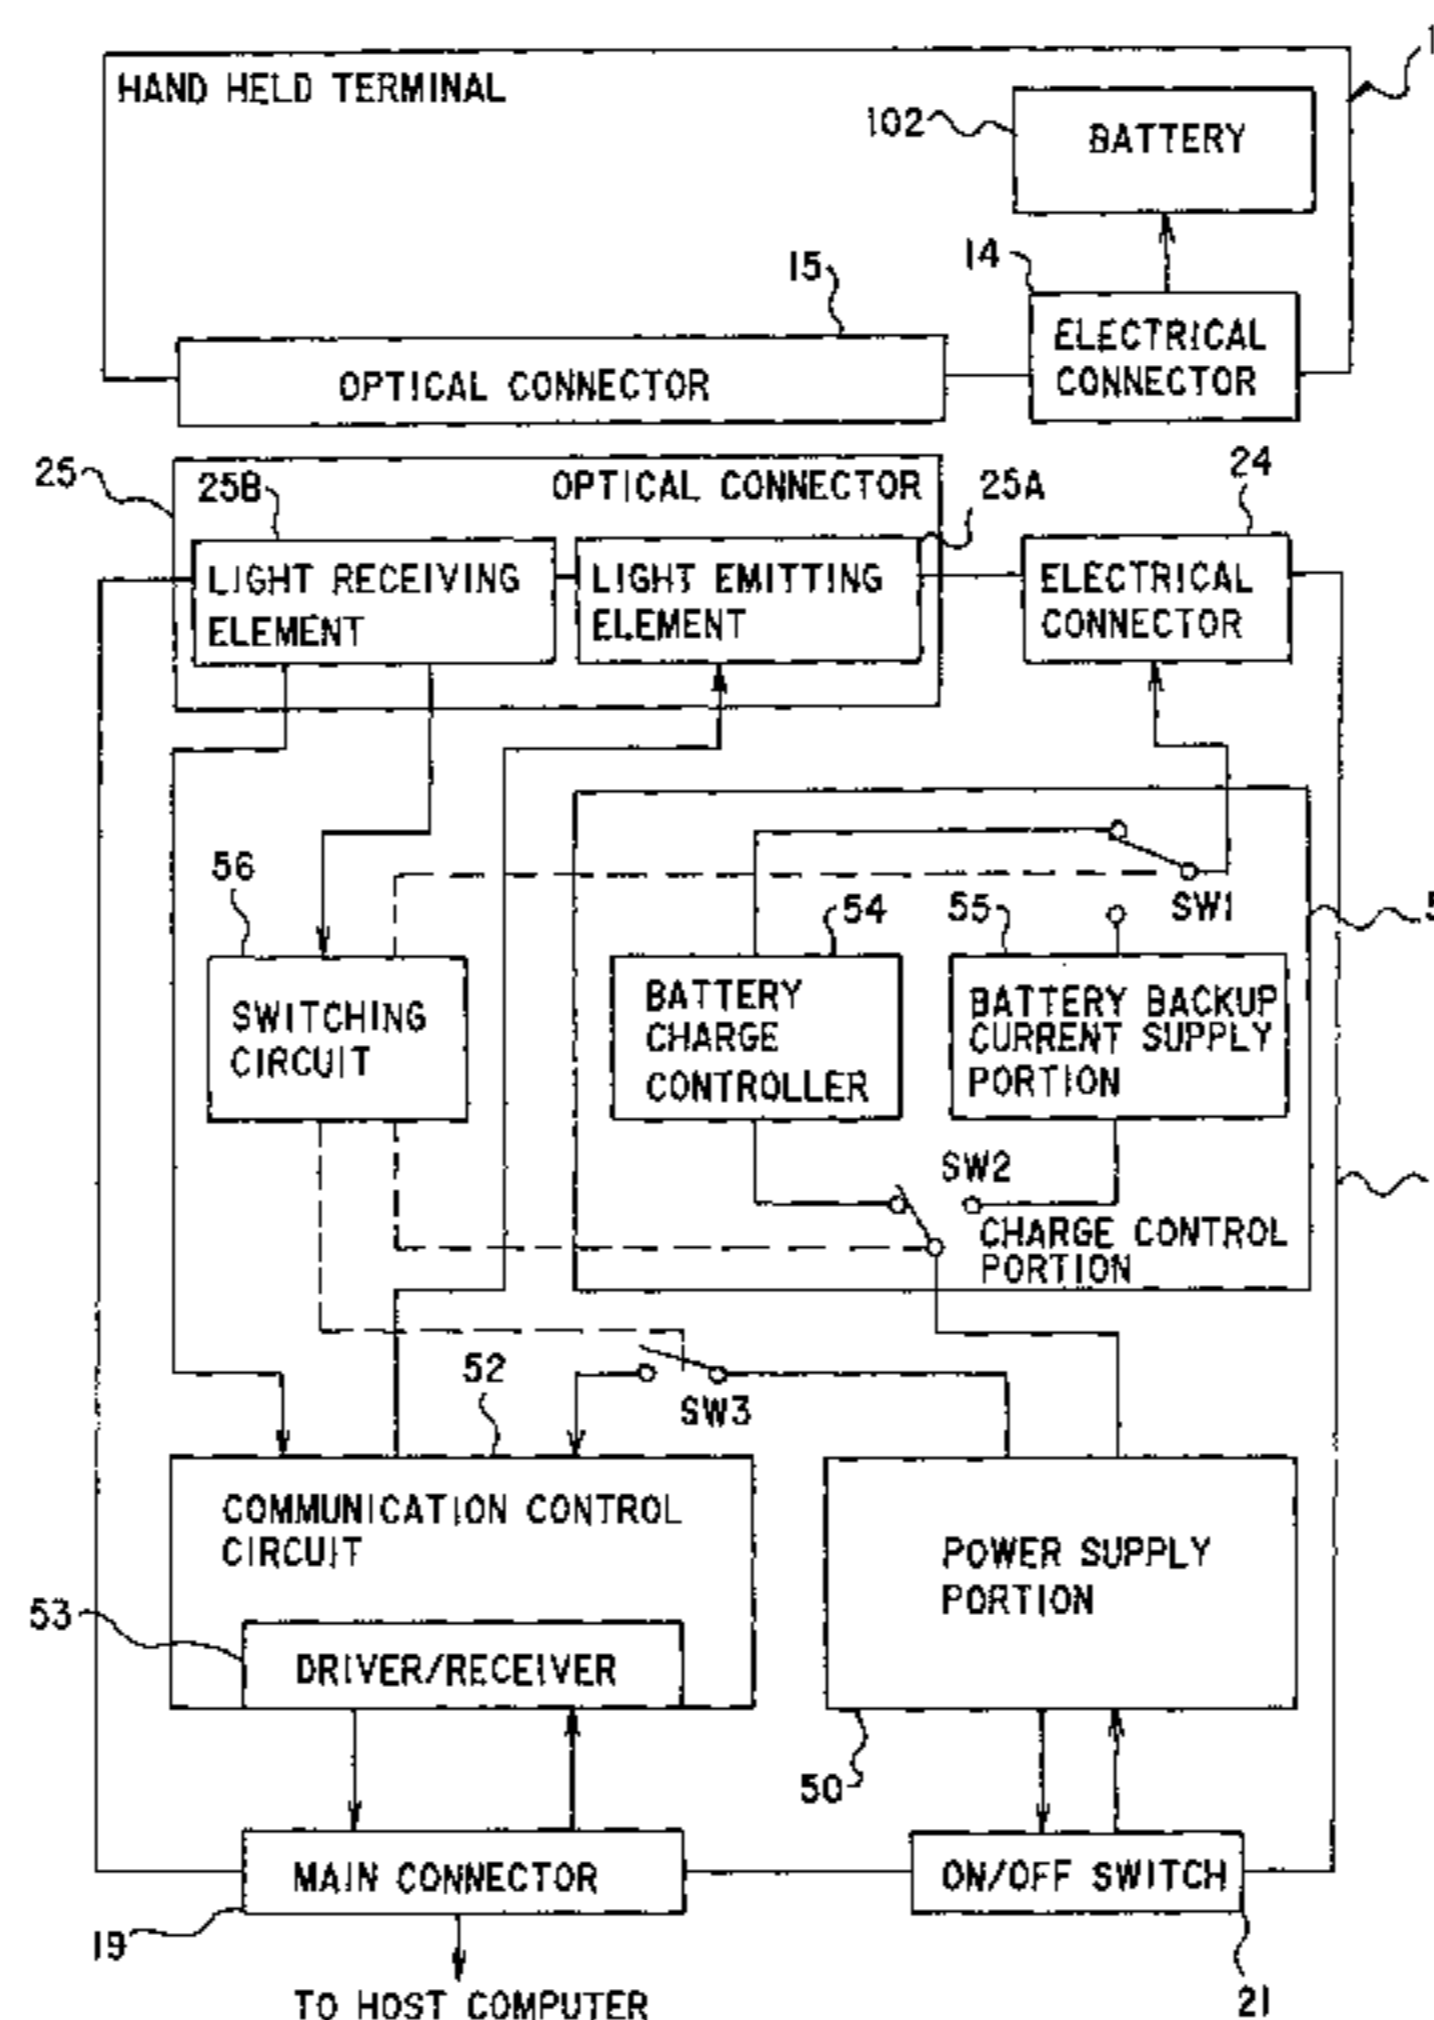 1
HAND HELD TERMINAL
102
BATTERY
15
14
ELECTRICAL
CONNECTOR
OPTICAL CONNECTOR
25
25B
OPTICAL CONNECTOR
25A
24
LIGHT RECEIVING
ELEMENT
LIGHT EMITTING
ELEMENT
ELECTRICAL
CONNECTOR
56
54
55
SW1
5
SWITCHING
CIRCUIT
BATTERY
CHARGE
CONTROLLER
BATTERY BACKUP
CURRENT SUPPLY
PORTION
SW2
CHARGE CONTROL
PORTION
52
SW3
COMMUNICATION CONTROL
CIRCUIT
POWER SUPPLY
PORTION
53
DRIVER/RECEIVER
50
MAIN CONNECTOR
ON/OFF SWITCH
19
21
TO HOST COMPUTER